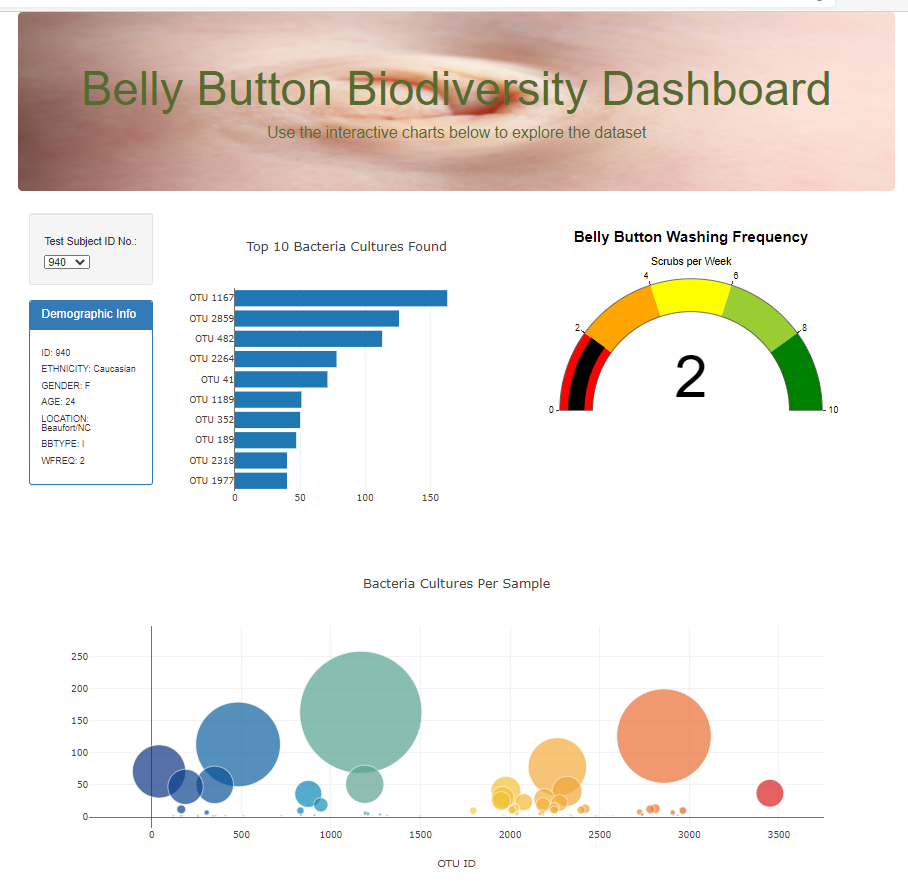 Belly Button Biodiversity Dashboard
Use the interactive charts below to explore the dataset
Test Subject ID No.:
940
Demographic Info
ID: 940
ETHNICITY: Caucasian
GENDER: F
AGE: 24
LOCATION:
Beaufort/NC
BBTYPE: I
WFREQ: 2
Top 10 Bacteria Cultures Found
OTU 1167
OTU 2859
OTU 482
OTU 2264
OTU 41
OTU 1189
OTU 352
OTU 189
OTU 2318
OTU 1977
0 50 100 150
Belly Button Washing Frequency
Scrubs per Week
0
2
4
6
8
10
2
Bacteria Cultures Per Sample
250
200
150
100
50
0
0 500 1000 1500 2000 2500 3000 3500
OTU ID